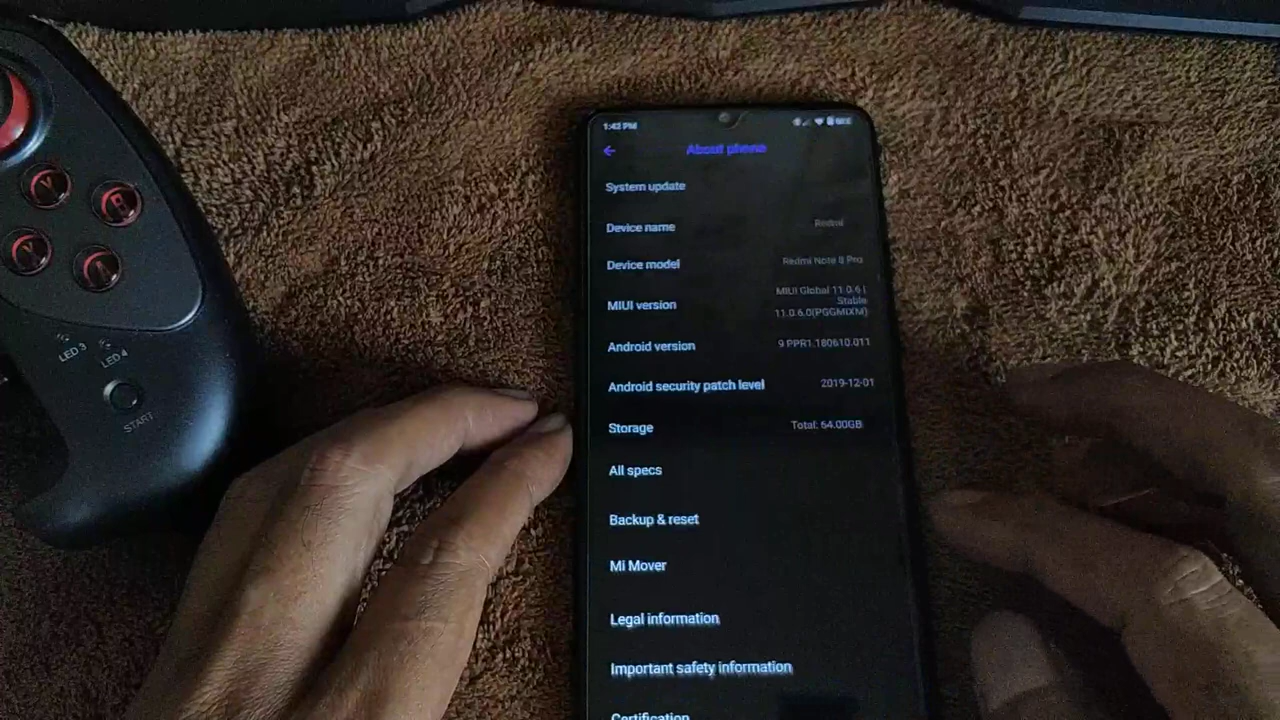 1:42 PM
About phone
System update
Device name
Redmi
Device model
Redmi Note 8 Pro
MIUI version
MIUI Global 11.0.6 |
Stable
11.0.6.0(PGGMIXM)
Android version
9 PPR1.180610.011
Android security patch level
2019-12-01
Storage
Total: 64.00GB
All specs
Backup & reset
Mi Mover
Legal information
Important safety information
Certification
LED 3
LED 4
START
Y
A